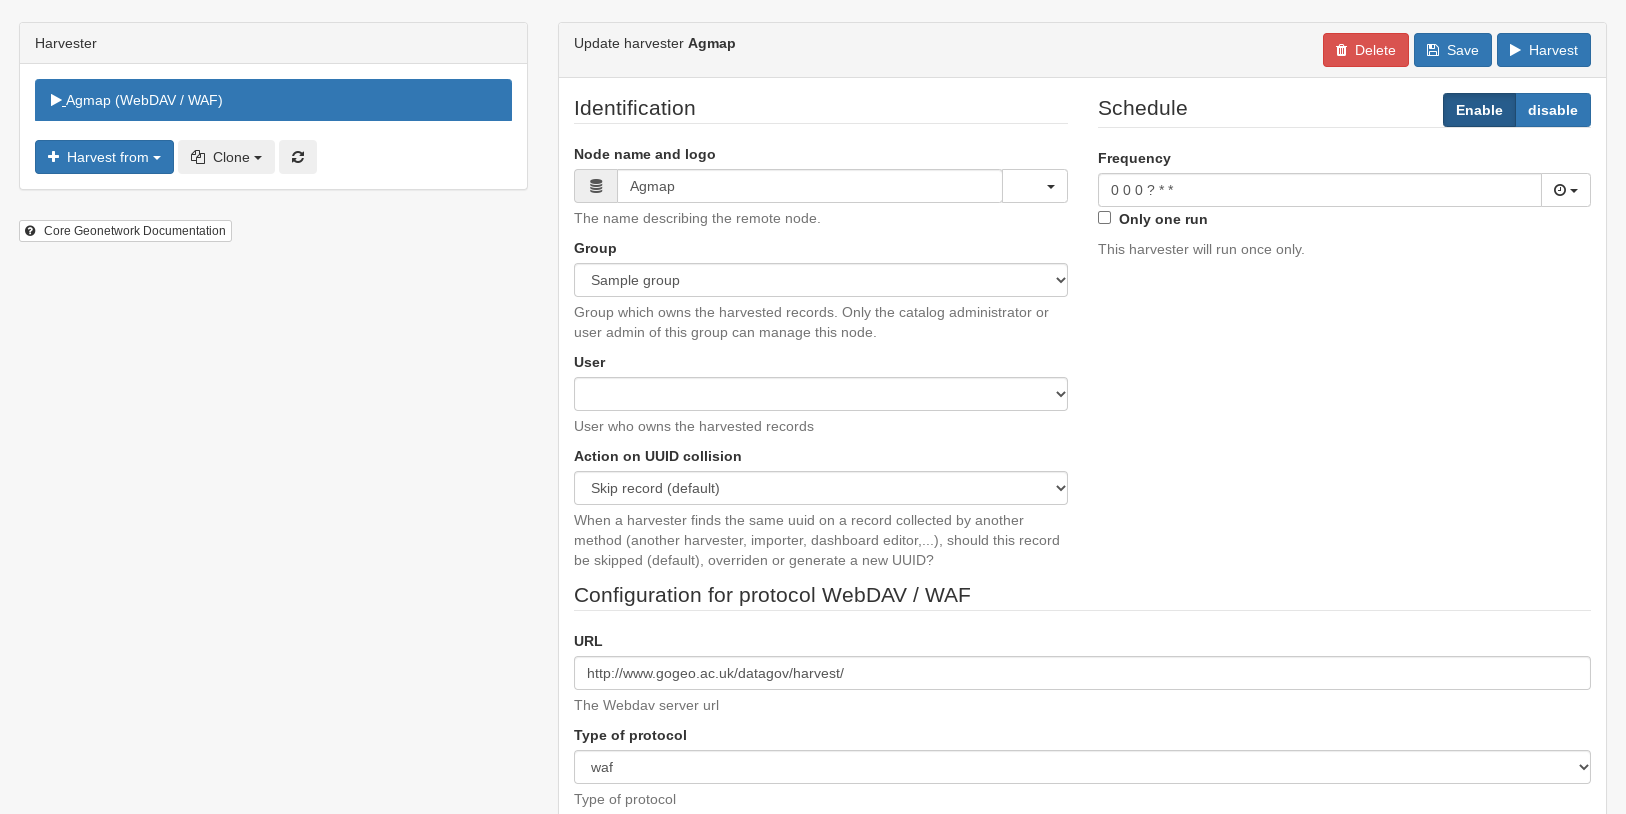 Harvester
Agmap (WebDAV / WAF)
Harvest from
Clone
Core Geonetwork Documentation
Update harvester Agmap
Delete
Save
Harvest
Identification
Node name and logo
Agmap
The name describing the remote node.
Group
Sample group
Group which owns the harvested records. Only the catalog administrator or
user admin of this group can manage this node.
User
User who owns the harvested records
Action on UUID collision
Skip record (default)
When a harvester finds the same uuid on a record collected by another
method (another harvester, importer, dashboard editor,...), should this record
be skipped (default), overriden or generate a new UUID?
Schedule
Enable
disable
Frequency
0 0 0 ? * *
Only one run
This harvester will run once only.
Configuration for protocol WebDAV / WAF
URL
http://www.gogeo.ac.uk/datagov/harvest/
The Webdav server url
Type of protocol
waf
Type of protocol